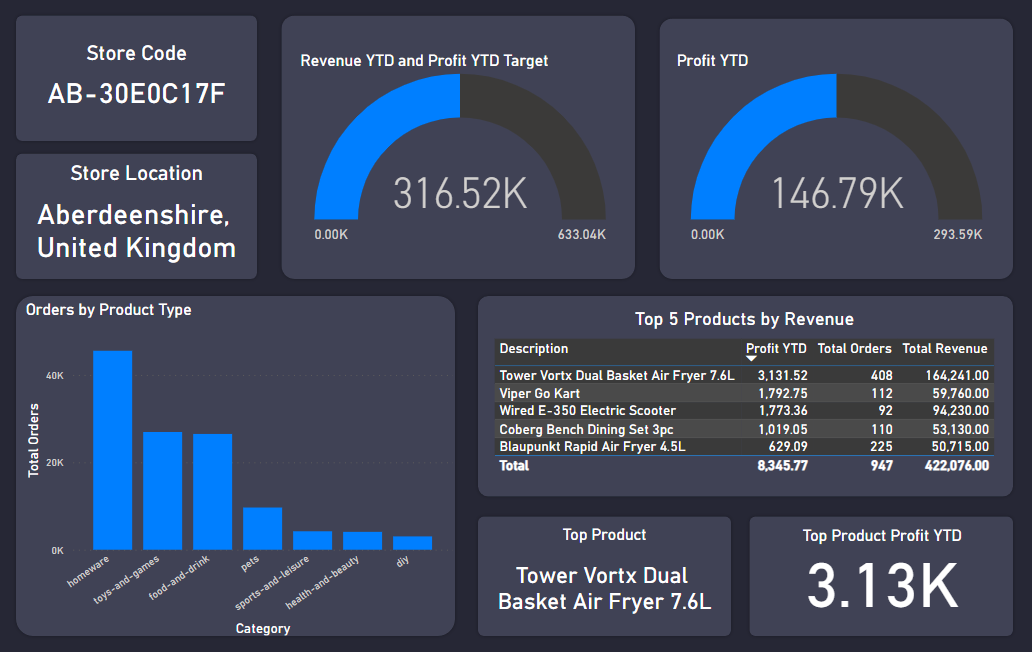 Store Code
AB-30E0C17F
Store Location
Aberdeenshire,
United Kingdom
Revenue YTD and Profit YTD Target
316.52K
0.00K
633.04K
Profit YTD
146.79K
0.00K
293.59K
Orders by Product Type
Total Orders
40K
20K
0K
homeware
toys-and-games
food-and-drink
pets
sports-and-leisure
health-and-beauty
diy
Category
Top 5 Products by Revenue
Description Profit YTD Total Orders Total Revenue
Tower Vortx Dual Basket Air Fryer 7.6L 3,131.52 408 164,241.00
Viper Go Kart 1,792.75 112 59,760.00
Wired E-350 Electric Scooter 1,773.36 92 94,230.00
Coberg Bench Dining Set 3pc 1,019.05 110 53,130.00
Blaupunkt Rapid Air Fryer 4.5L 629.09 225 50,715.00
Total 8,345.77 947 422,076.00
Top Product
Tower Vortx Dual
Basket Air Fryer 7.6L
Top Product Profit YTD
3.13K